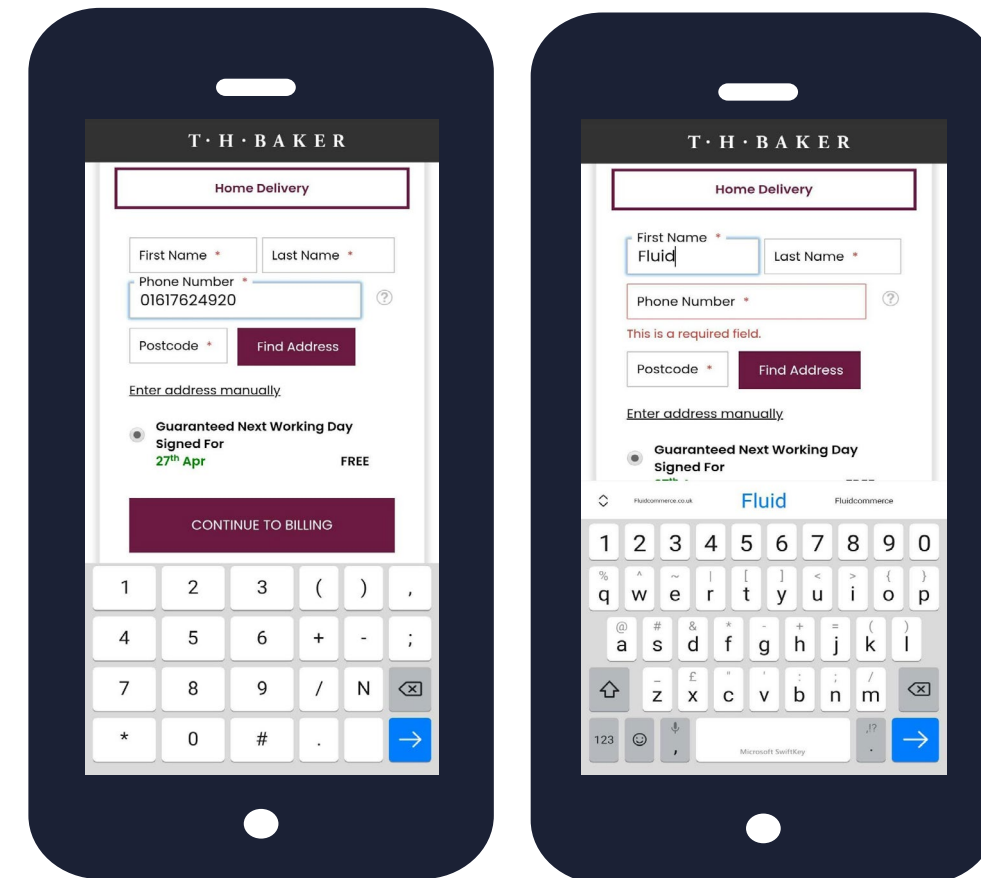 T · H · BAKER
Home Delivery
First Name * Last Name *
Phone Number *
01617624920
?
Postcode * Find Address
Enter address manually
Guaranteed Next Working Day
Signed For
27th Apr FREE
CONTINUE TO BILLING
1 2 3 ( ) ,
4 5 6 + - ;
7 8 9 / N
* 0 # .
T · H · BAKER
Home Delivery
First Name *
Fluid
Last Name *
Phone Number *
?
This is a required field.
Postcode * Find Address
Enter address manually
Guaranteed Next Working Day
Signed For
Fluidcommerce.co.uk Fluid Fluidcommerce
1 2 3 4 5 6 7 8 9 0
% ^ ~ | [ ] < > { }
q w e r t y u i o p
@ # & * - + = ( )
a s d f g h j k l
_ £ " ' : ; /
z x c v b n m
,!?
123 , Microsoft SwiftKey .